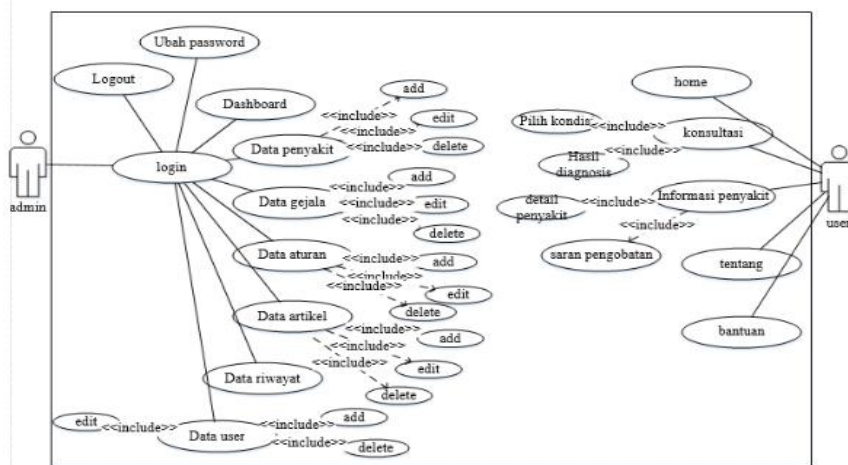 Ubah password
Logout
Dashboard
login
admin
Data penyakit
<<include>>
<<include>>
<<include>>
add
edit
delete
Data gejala
<<include>>
<<include>>
<<include>>
add
edit
delete
Data aturan
<<include>>
<<include>>
<<include>>
add
edit
delete
Data artikel
<<include>>
<<include>>
<<include>>
add
edit
delete
Data riwayat
Data user
<<include>>
edit
<<include>>
<<include>>
add
delete
home
Pilih kondisi
<<include>>
<<include>>
konsultasi
Hasil
diagnosis
Informasi penyakit
<<include>>
<<include>>
detail
penyakit
saran pengobatan
user
tentang
bantuan